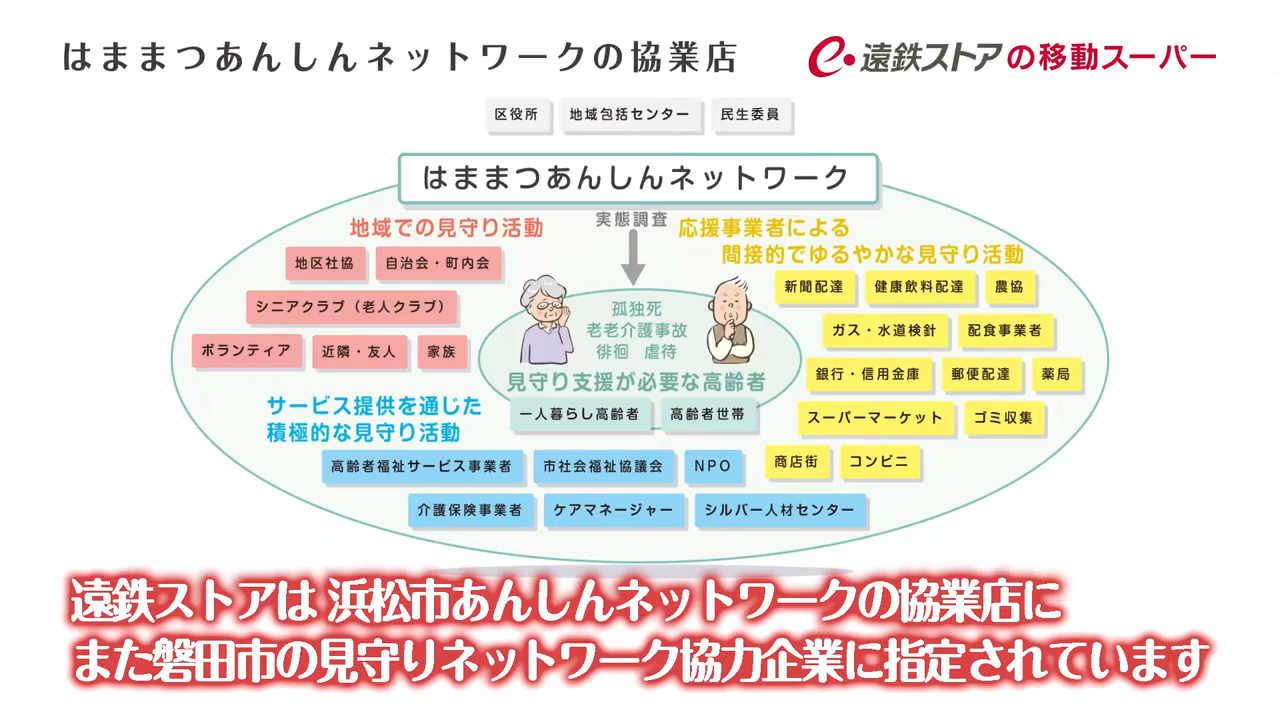 はままつあんしんネットワークの協業店
e・遠鉄ストアの移動スーパー
区役所 地域包括センター 民生委員
はままつあんしんネットワーク
実態調査
地域での見守り活動
地区社協 自治会・町内会
シニアクラブ（老人クラブ）
ボランティア 近隣・友人 家族
応援事業者による
間接的でゆるやかな見守り活動
新聞配達 健康飲料配達 農協
ガス・水道検針 配食事業者
銀行・信用金庫 郵便配達 薬局
スーパーマーケット ゴミ収集
商店街 コンビニ
孤独死
老老介護事故
徘徊 虐待
見守り支援が必要な高齢者
一人暮らし高齢者 高齢者世帯
サービス提供を通じた
積極的な見守り活動
高齢者福祉サービス事業者 市社会福祉協議会 NPO
介護保険事業者 ケアマネージャー シルバー人材センター
遠鉄ストアは 浜松市あんしんネットワークの協業店に
また磐田市の見守りネットワーク協力企業に指定されています